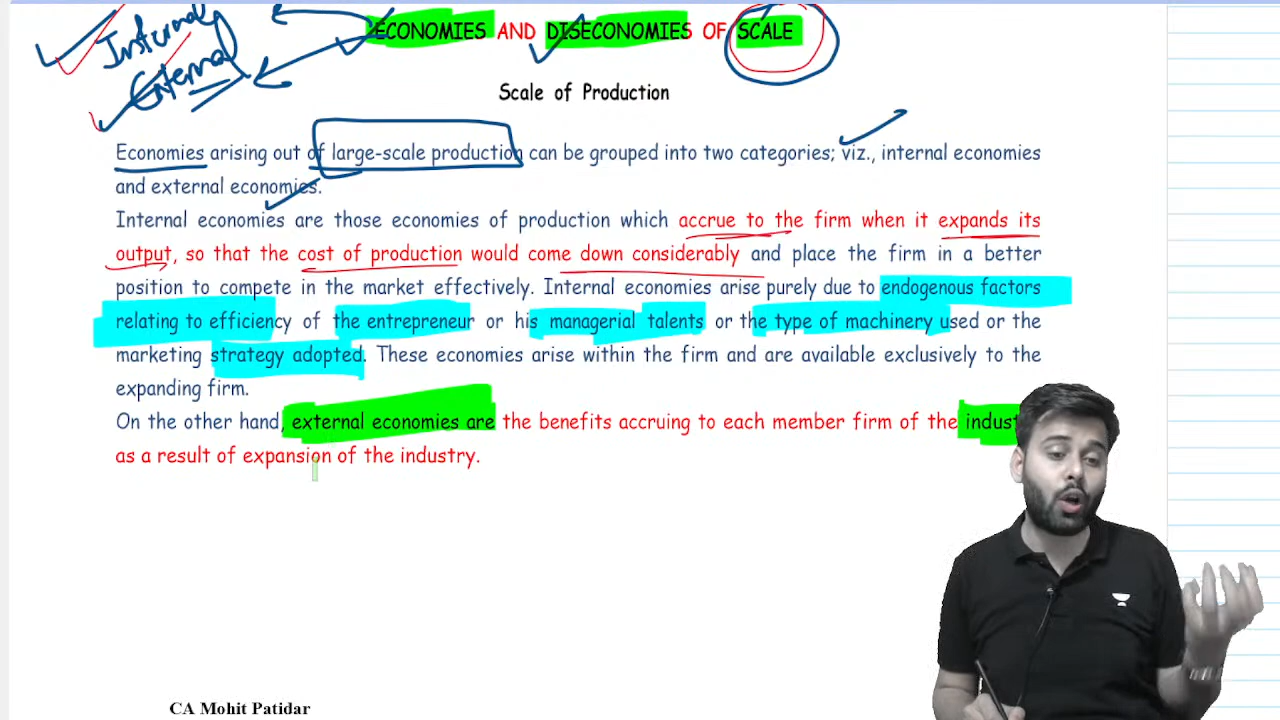 Internal
External
ECONOMIES AND DISECONOMIES OF SCALE
Scale of Production
Economies arising out of large-scale production can be grouped into two categories; viz., internal economies
and external economies.
Internal economies are those economies of production which accrue to the firm when it expands its
output, so that the cost of production would come down considerably and place the firm in a better
position to compete in the market effectively. Internal economies arise purely due to endogenous factors
relating to efficiency of the entrepreneur or his managerial talents or the type of machinery used or the
marketing strategy adopted. These economies arise within the firm and are available exclusively to the
expanding firm.
On the other hand, external economies are the benefits accruing to each member firm of the
as a result of expansion of the industry.
CA Mohit Patidar